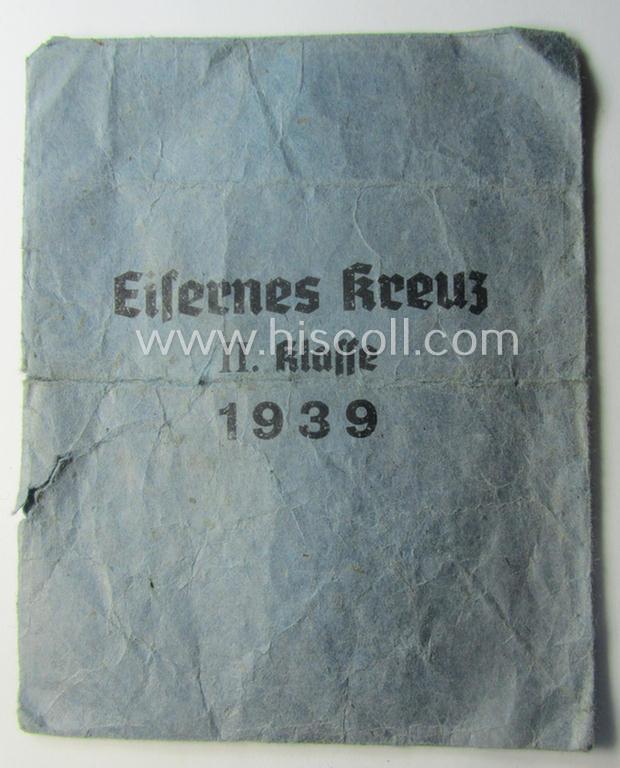 Eiſernes Kreuz
www.hiscoll.com
II. Klaſſe
1939